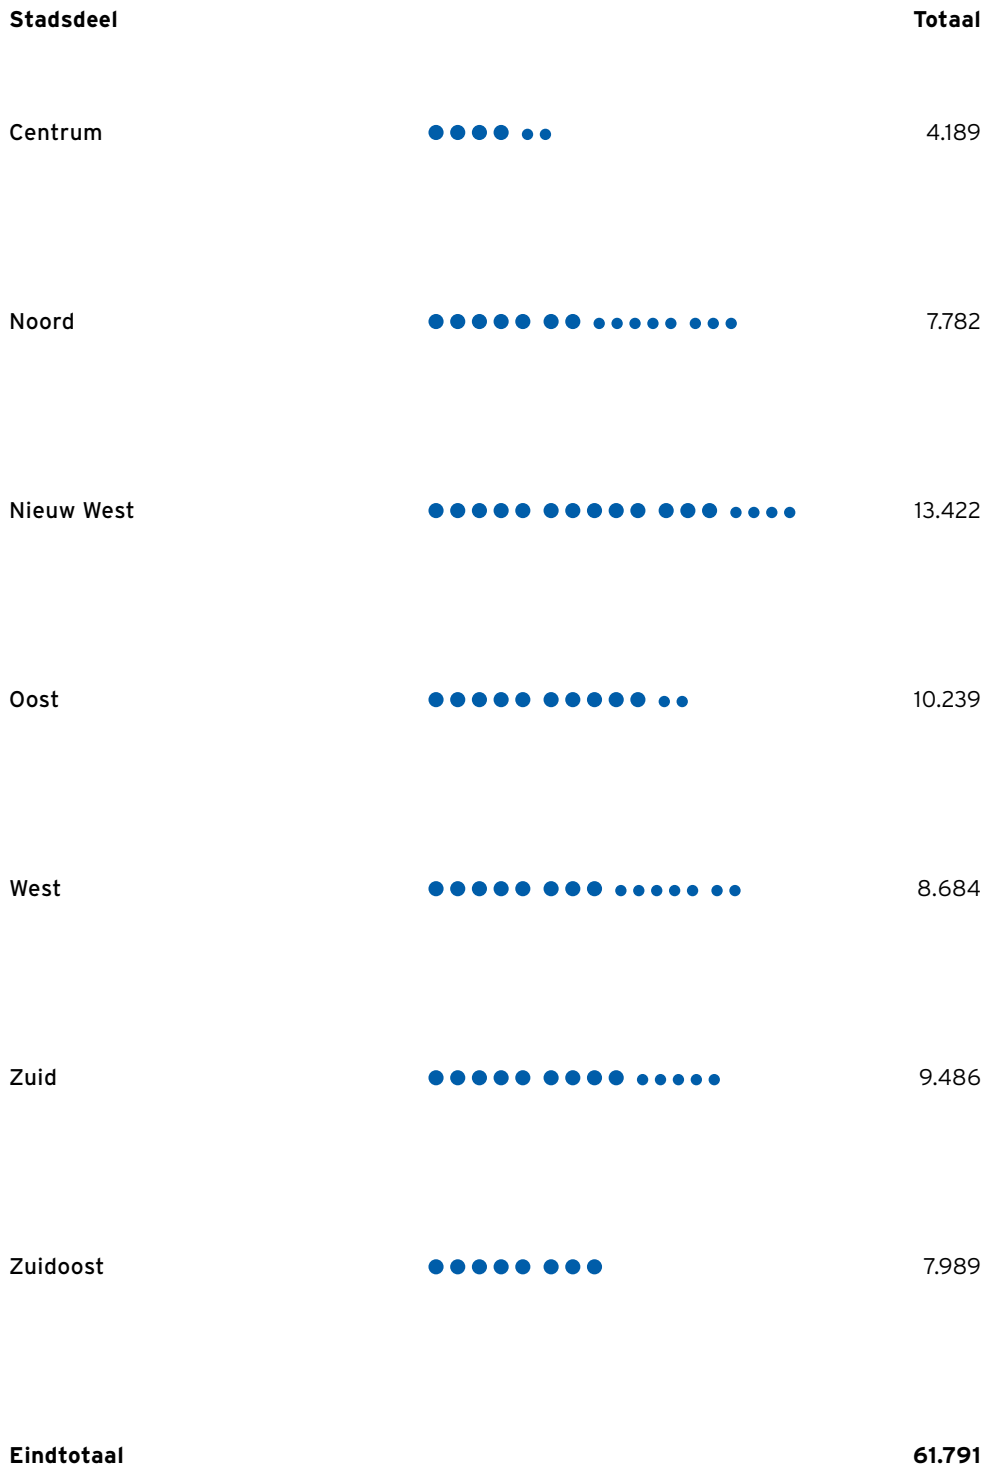 Stadsdeel Totaal
Centrum 4.189
Noord 7.782
Nieuw West 13.422
Oost 10.239
West 8.684
Zuid 9.486
Zuidoost 7.989
Eindtotaal 61.791